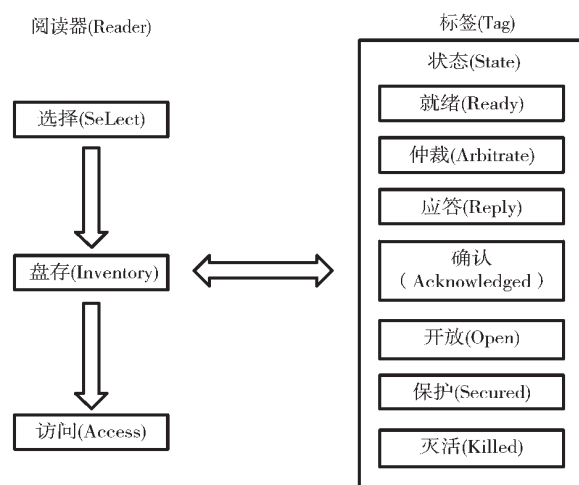 阅读器(Reader)
选择(SeLect)
盘存(Inventory)
访问(Access)
标签(Tag)
状态(State)
就绪(Ready)
仲裁(Arbitrate)
应答(Reply)
确认
（Acknowledged）
开放(Open)
保护(Secured)
灭活(Killed)